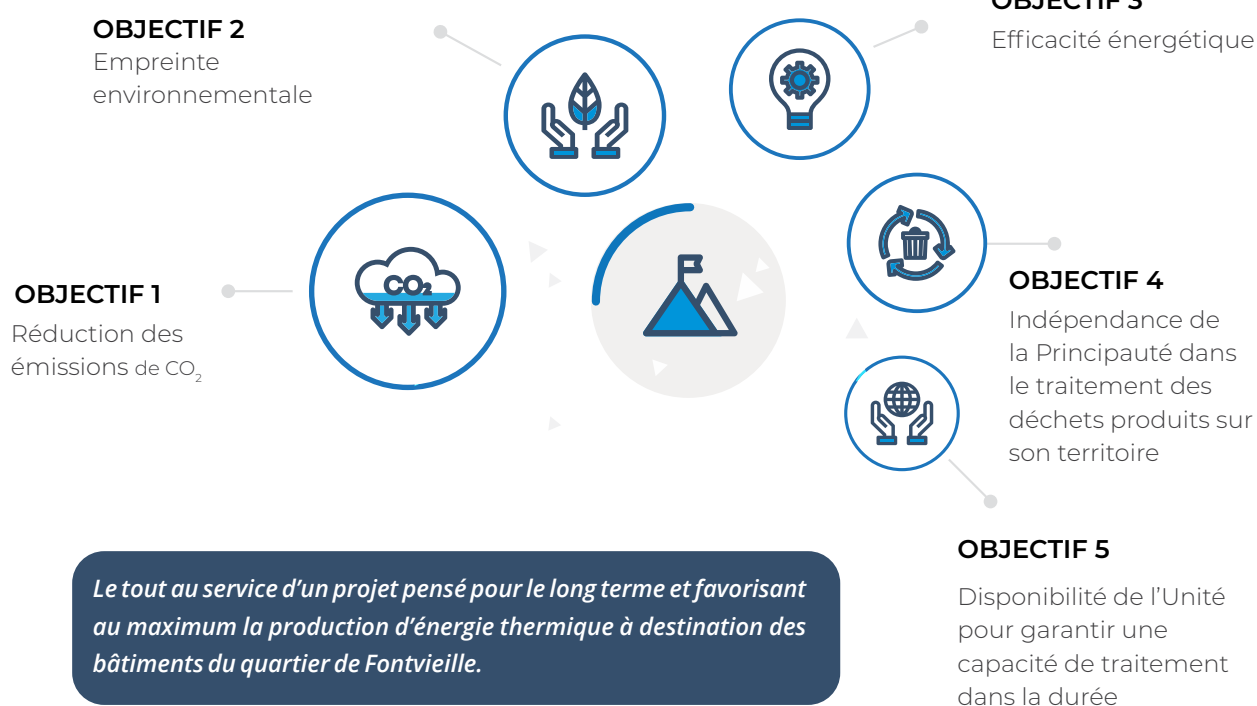 OBJECTIF 1
Réduction des
émissions de CO₂
CO₂
OBJECTIF 2
Empreinte
environnementale
OBJECTIF 3
Efficacité énergétique
OBJECTIF 4
Indépendance de
la Principauté dans
le traitement des
déchets produits sur
son territoire
OBJECTIF 5
Disponibilité de l’Unité
pour garantir une
capacité de traitement
dans la durée
Le tout au service d’un projet pensé pour le long terme et favorisant
au maximum la production d’énergie thermique à destination des
bâtiments du quartier de Fontvieille.